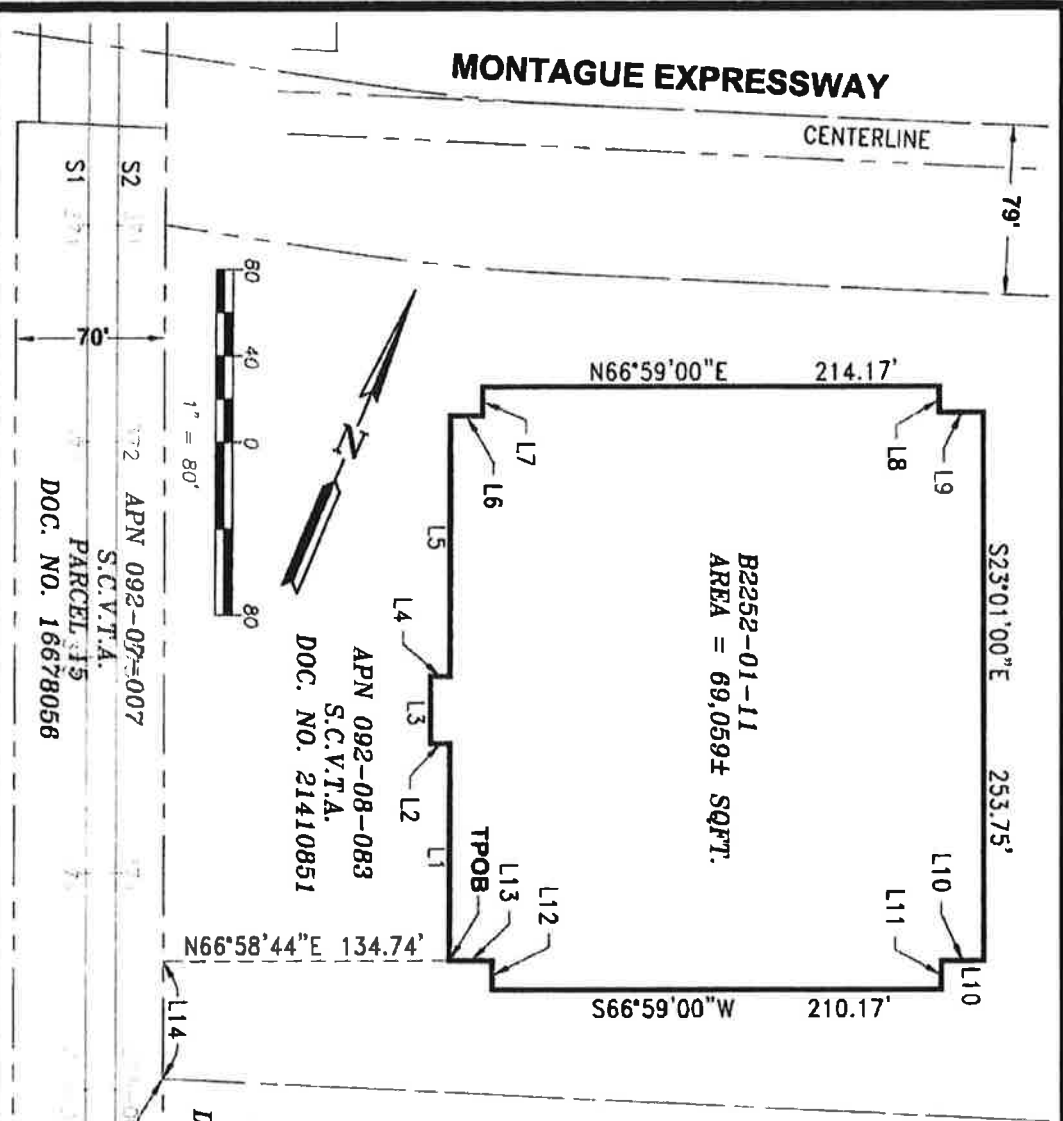 MONTAGUE EXPRESSWAY
CENTERLINE
79'
S2
S1
70'
80 40 0 80
1" = 80'
N
N66°59'00"E 214.17'
L7
L6
L8
L9
L5
L4
L3
L2
L1
S23°01'00"E 253.75'
B2252-01-11
AREA = 69,059± SQFT.
APN 092-08-083
S.C.V.T.A.
DOC. NO. 21410851
APN 092-07-007
S.C.V.T.A.
PARCEL 15
DOC. NO. 16678056
TPOB
L13
L12
L11
L10
L10
N66°58'44"E 134.74'
S66°59'00"W 210.17'
L14